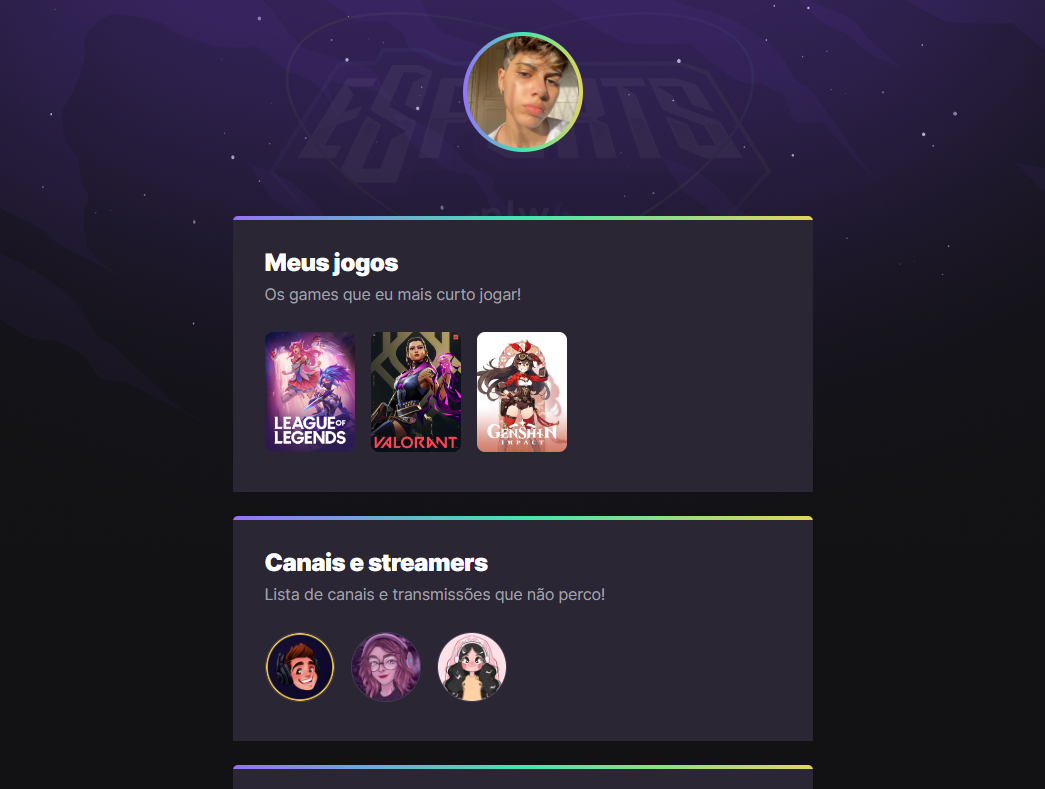 ESPORTS
nlw/
Meus jogos
Os games que eu mais curto jogar!
LEAGUE OF
LEGENDS
VALORANT
GENSHIN
IMPACT
Canais e streamers
Lista de canais e transmissões que não perco!